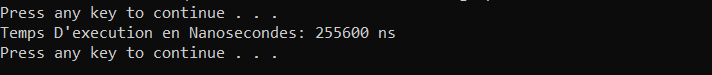 Press any key to continue . . .
Temps D'execution en Nanosecondes: 255600 ns
Press any key to continue . . .